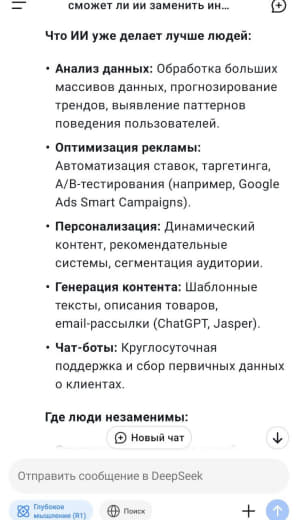 сможет ли ии заменить ин...
Что ИИ уже делает лучше людей:
• Анализ данных: Обработка больших
массивов данных, прогнозирование
трендов, выявление паттернов
поведения пользователей.
• Оптимизация рекламы:
Автоматизация ставок, таргетинга,
A/B-тестирования (например, Google
Ads Smart Campaigns).
• Персонализация: Динамический
контент, рекомендательные
системы, сегментация аудитории.
• Генерация контента: Шаблонные
тексты, описания товаров,
email-рассылки (ChatGPT, Jasper).
• Чат-боты: Круглосуточная
поддержка и сбор первичных данных
о клиентах.
Где люди незаменимы:
Новый чат
Отправить сообщение в DeepSeek
Глубокое
мышление (R1)
Поиск